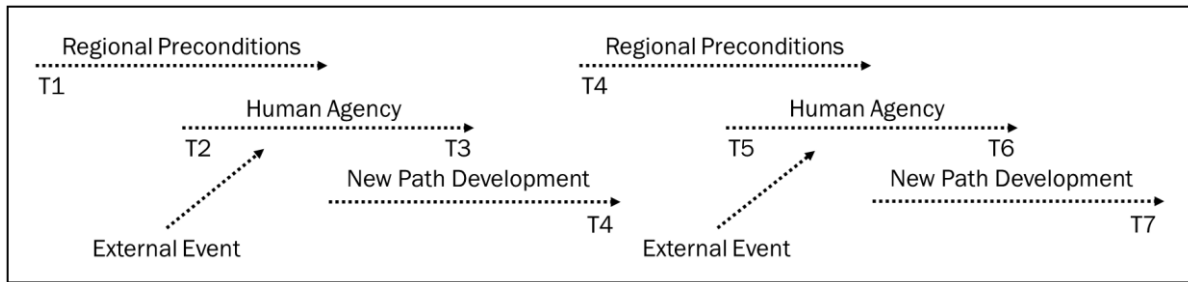 Regional Preconditions Regional Preconditions
T1 T4
Human Agency Human Agency
T2 T3 T5 T6
New Path Development New Path Development
T4 T7
External Event External Event